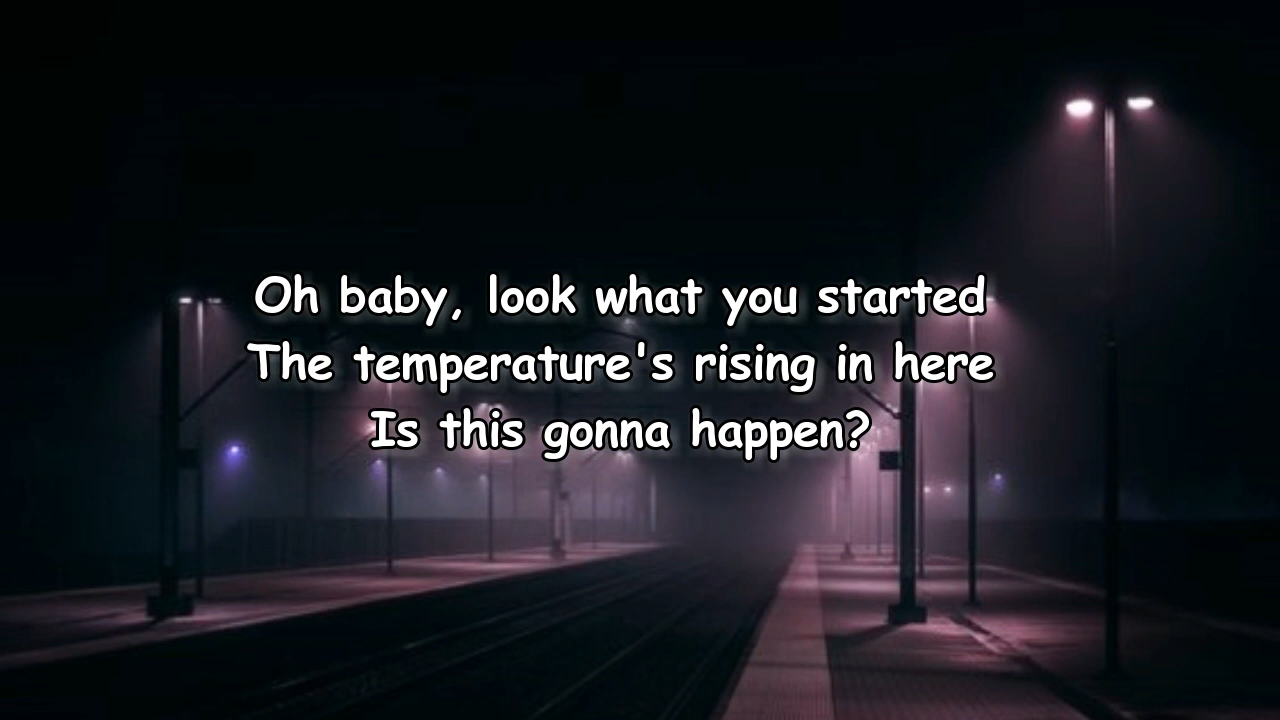 Oh baby, look what you started
The temperature's rising in here
Is this gonna happen?